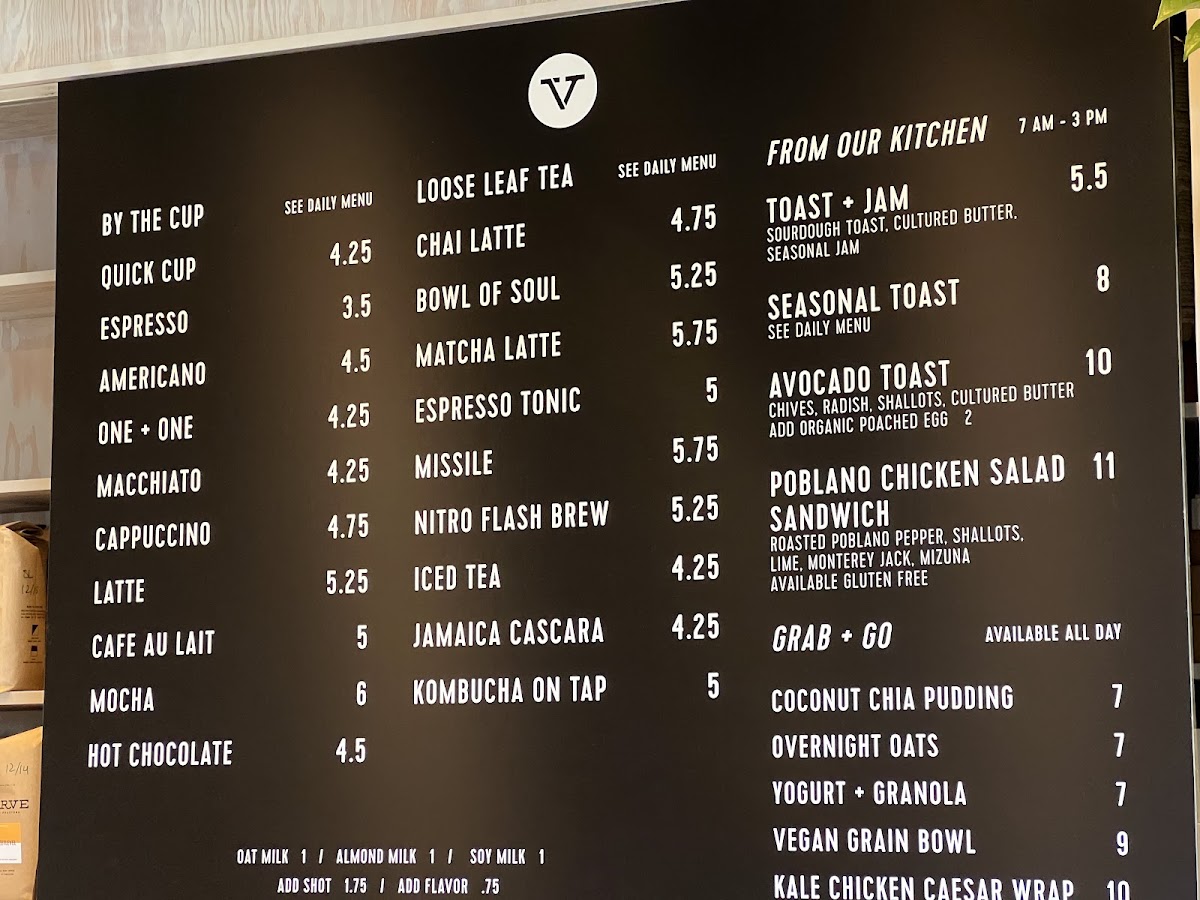 V
BY THE CUP SEE DAILY MENU
QUICK CUP 4.25
ESPRESSO 3.5
AMERICANO 4.5
ONE + ONE 4.25
MACCHIATO 4.25
CAPPUCCINO 4.75
LATTE 5.25
CAFE AU LAIT 5
MOCHA 6
HOT CHOCOLATE 4.5
LOOSE LEAF TEA SEE DAILY MENU
CHAI LATTE 4.75
BOWL OF SOUL 5.25
MATCHA LATTE 5.75
ESPRESSO TONIC 5
MISSILE 5.75
NITRO FLASH BREW 5.25
ICED TEA 4.25
JAMAICA CASCARA 4.25
KOMBUCHA ON TAP 5
OAT MILK 1 / ALMOND MILK 1 / SOY MILK 1
ADD SHOT 1.75 / ADD FLAVOR .75
FROM OUR KITCHEN 7 AM - 3 PM
TOAST + JAM 5.5
SOURDOUGH TOAST, CULTURED BUTTER,
SEASONAL JAM
SEASONAL TOAST 8
SEE DAILY MENU
AVOCADO TOAST 10
CHIVES, RADISH, SHALLOTS, CULTURED BUTTER
ADD ORGANIC POACHED EGG 2
POBLANO CHICKEN SALAD 11
SANDWICH
ROASTED POBLANO PEPPER, SHALLOTS,
LIME, MONTEREY JACK, MIZUNA
AVAILABLE GLUTEN FREE
GRAB + GO AVAILABLE ALL DAY
COCONUT CHIA PUDDING 7
OVERNIGHT OATS 7
YOGURT + GRANOLA 7
VEGAN GRAIN BOWL 9
KALE CHICKEN CAESAR WRAP 10
12/14
RVE